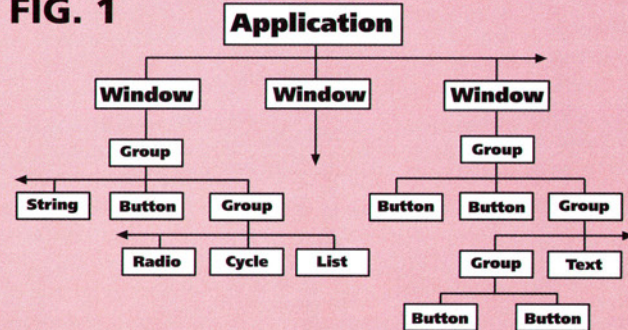 FIG. 1
Application
Window Window Window
Group Group
String Button Group Button Button Group
Radio Cycle List Group Text
Button Button